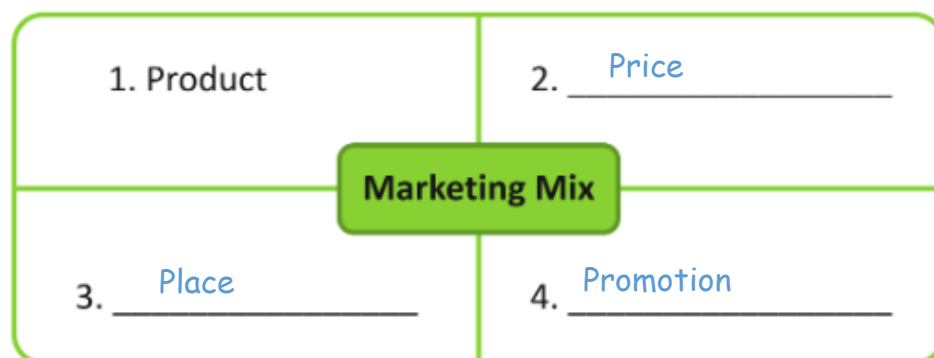 1. Product
2. Price
Marketing Mix
3. Place
4. Promotion